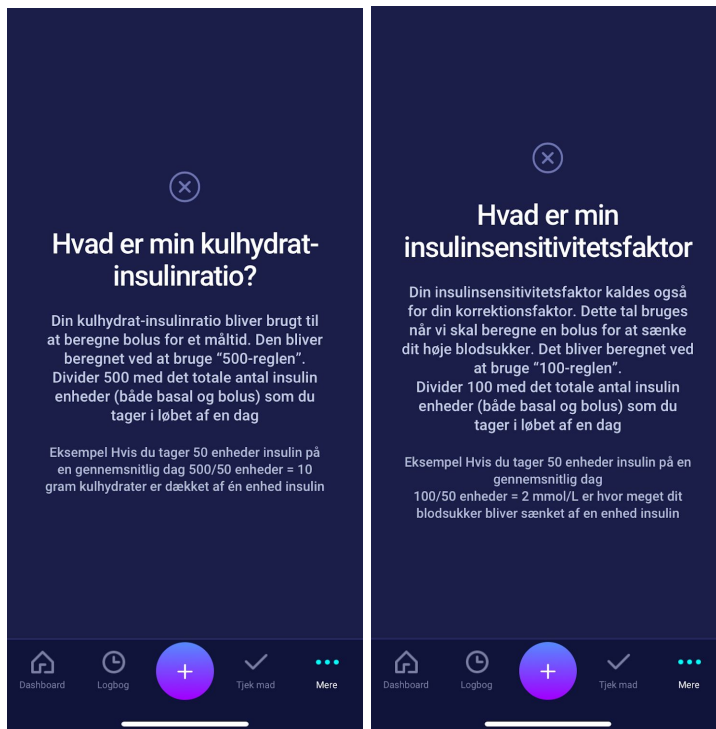 Hvad er min kulhydrat-
insulinratio?
Din kulhydrat-insulinratio bliver brugt til
at beregne bolus for et måltid. Den bliver
beregnet ved at bruge “500-reglen”.
Divider 500 med det totale antal insulin
enheder (både basal og bolus) som du
tager i løbet af en dag
Eksempel Hvis du tager 50 enheder insulin på
en gennemsnitlig dag 500/50 enheder = 10
gram kulhydrater er dækket af én enhed insulin
Dashboard
Logbog
Tjek mad
Mere
Hvad er min
insulinsensitivitetsfaktor
Din insulinsensitivitetsfaktor kaldes også
for din korrektionsfaktor. Dette tal bruges
når vi skal beregne en bolus for at sænke
dit høje blodsukker. Det bliver beregnet ved
at bruge “100-reglen”.
Divider 100 med det totale antal insulin
enheder (både basal og bolus) som du
tager i løbet af en dag
Eksempel Hvis du tager 50 enheder insulin på en
gennemsnitlig dag
100/50 enheder = 2 mmol/L er hvor meget dit
blodsukker bliver sænket af en enhed insulin
Dashboard
Logbog
Tjek mad
Mere